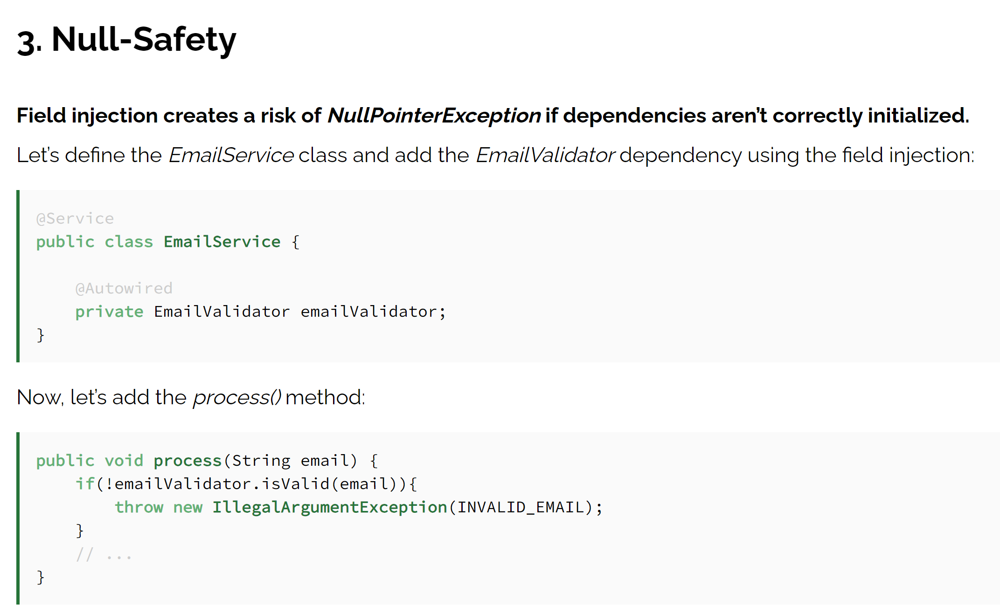 3. Null-Safety
Field injection creates a risk of NullPointerException if dependencies aren’t correctly initialized.
Let’s define the EmailService class and add the EmailValidator dependency using the field injection:
@Service
public class EmailService {
    @Autowired
    private EmailValidator emailValidator;
}
Now, let’s add the process() method:
public void process(String email) {
    if(!emailValidator.isValid(email)){
        throw new IllegalArgumentException(INVALID_EMAIL);
    }
    // ...
}